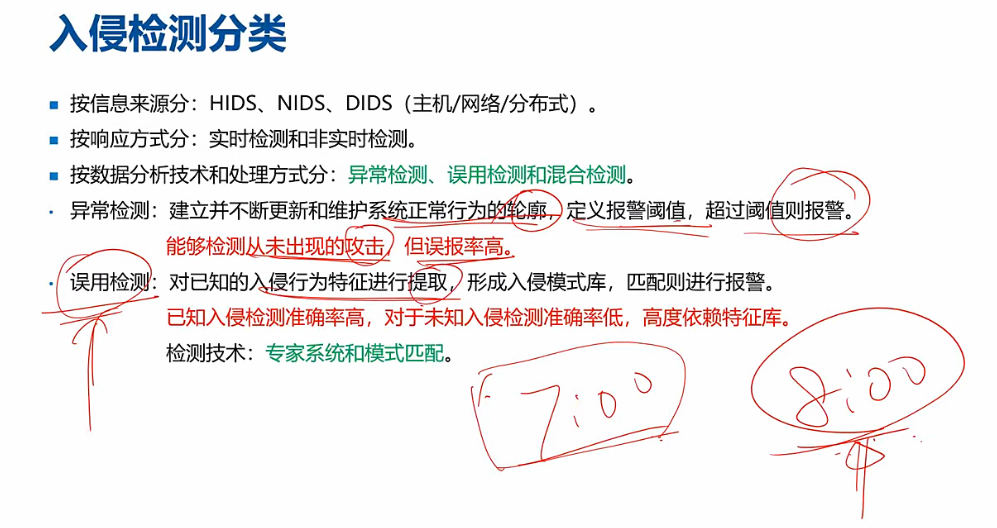 入侵检测分类
按信息来源分：HIDS、NIDS、DIDS（主机/网络/分布式）。
按响应方式分：实时检测和非实时检测。
按数据分析技术和处理方式分：异常检测、误用检测和混合检测。
异常检测：建立并不断更新和维护系统正常行为的轮廓，定义报警阈值，超过阈值则报警。
能够检测从未出现的攻击，但误报率高。
误用检测：对已知的入侵行为特征进行提取，形成入侵模式库，匹配则进行报警。
已知入侵检测准确率高，对于未知入侵检测准确率低，高度依赖特征库。
检测技术：专家系统和模式匹配。
7:00
8:00